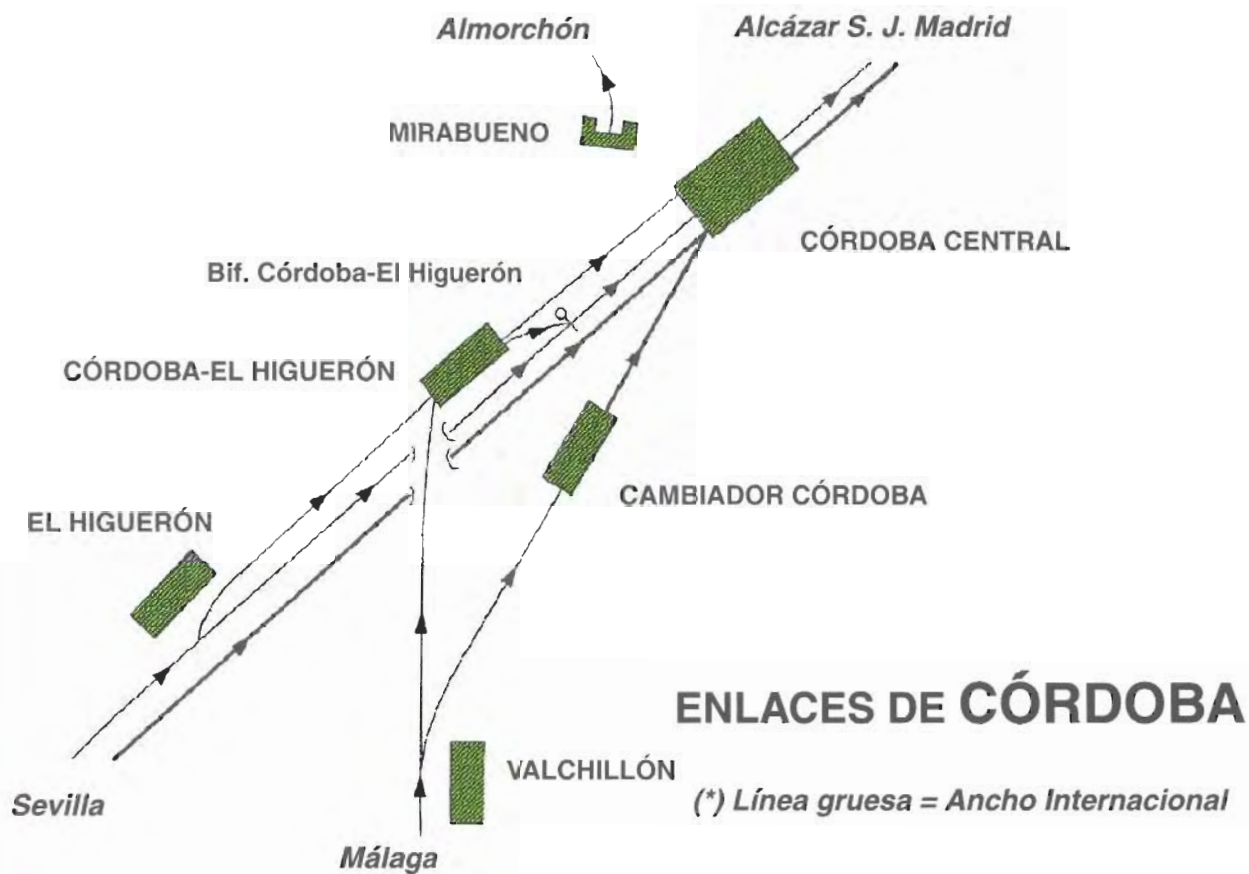 Almorchón
Alcázar S. J. Madrid
MIRABUENO
CÓRDOBA CENTRAL
Bif. Córdoba-El Higuerón
CÓRDOBA-EL HIGUERÓN
CAMBIADOR CÓRDOBA
EL HIGUERÓN
ENLACES DE CÓRDOBA
VALCHILLÓN
(*) Línea gruesa = Ancho Internacional
Sevilla
Málaga